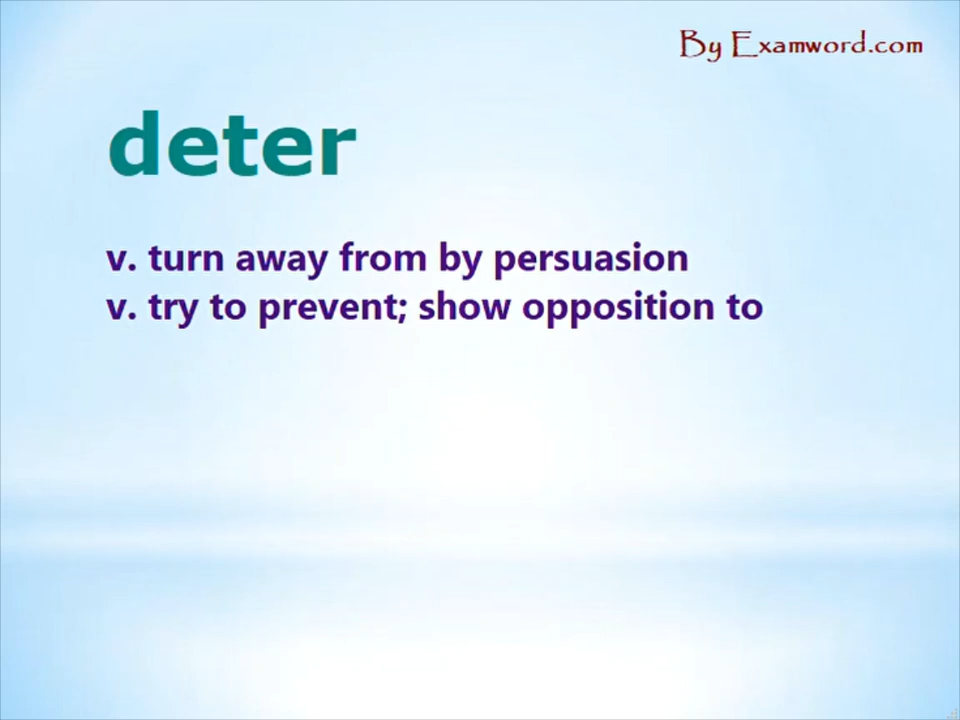 By Examword.com
deter
v. turn away from by persuasion
v. try to prevent; show opposition to